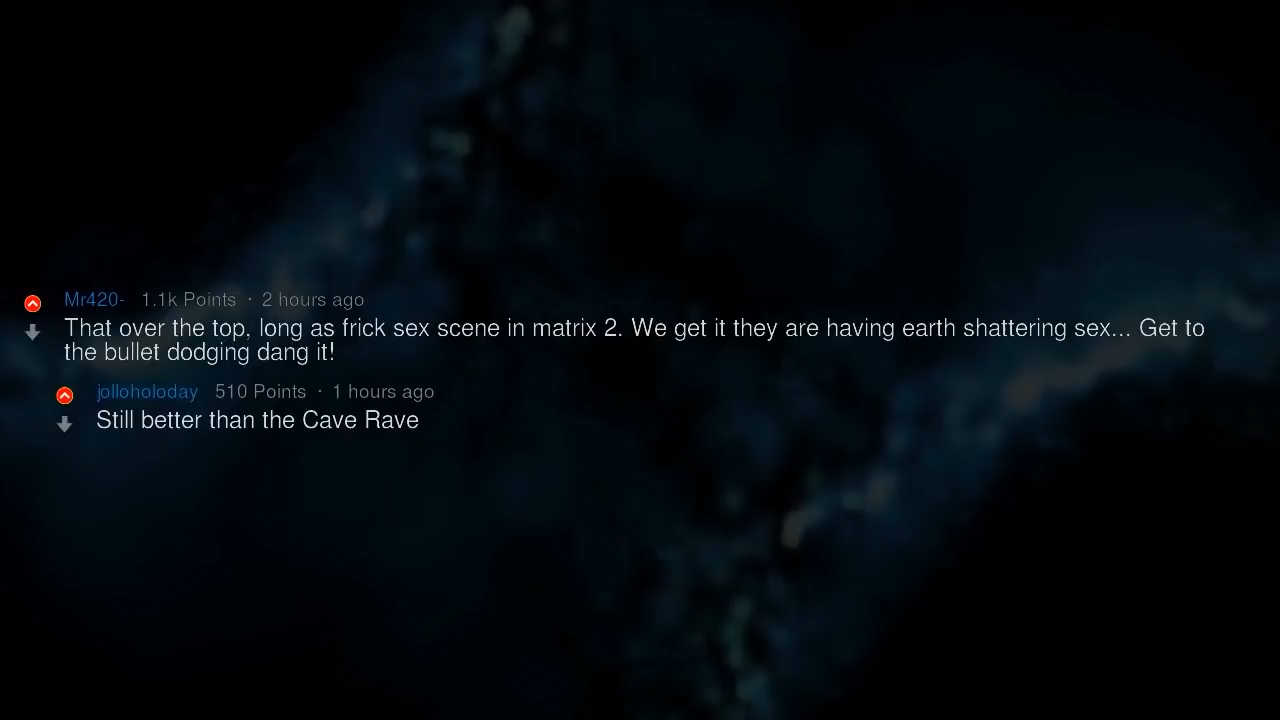 Mr420- 1.1k Points · 2 hours ago
That over the top, long as frick sex scene in matrix 2. We get it they are having earth shattering sex... Get to
the bullet dodging dang it!
jolloholoday 510 Points · 1 hours ago
Still better than the Cave Rave